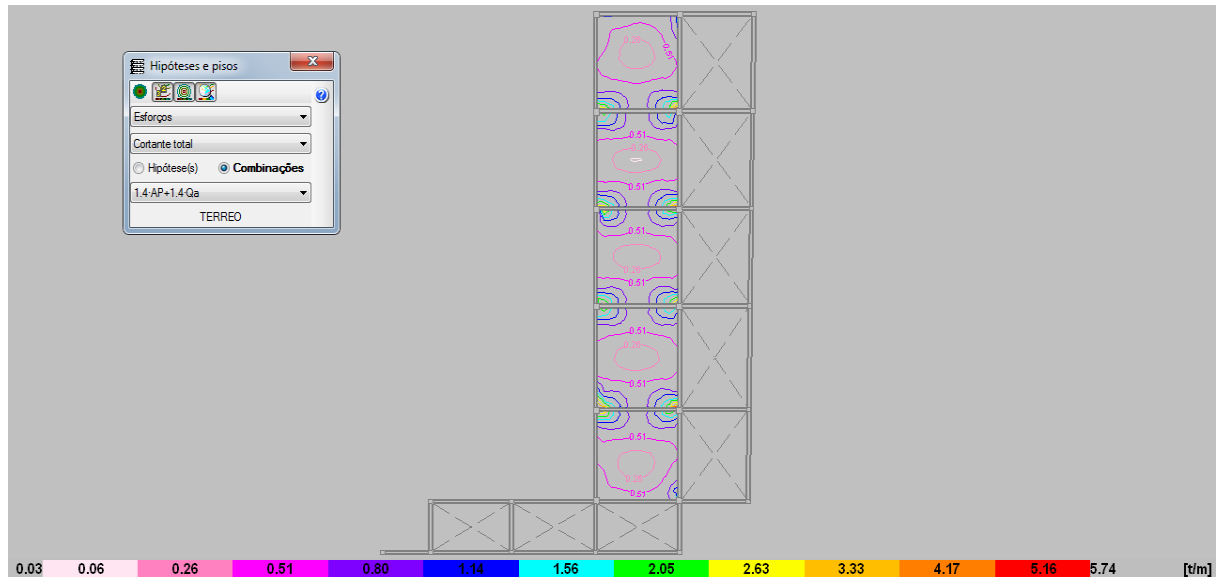 Hipóteses e pisos
Esforços
Cortante total
Hipótese(s) Combinações
1.4·AP+1.4·Qa
TERREO
0.26
0.51
0.51
0.26
0.51
0.51
0.26
0.51
0.51
0.26
0.51
0.51
0.26
0.51
0.03 0.06 0.26 0.51 0.80 1.14 1.56 2.05 2.63 3.33 4.17 5.16 5.74 [t/m]